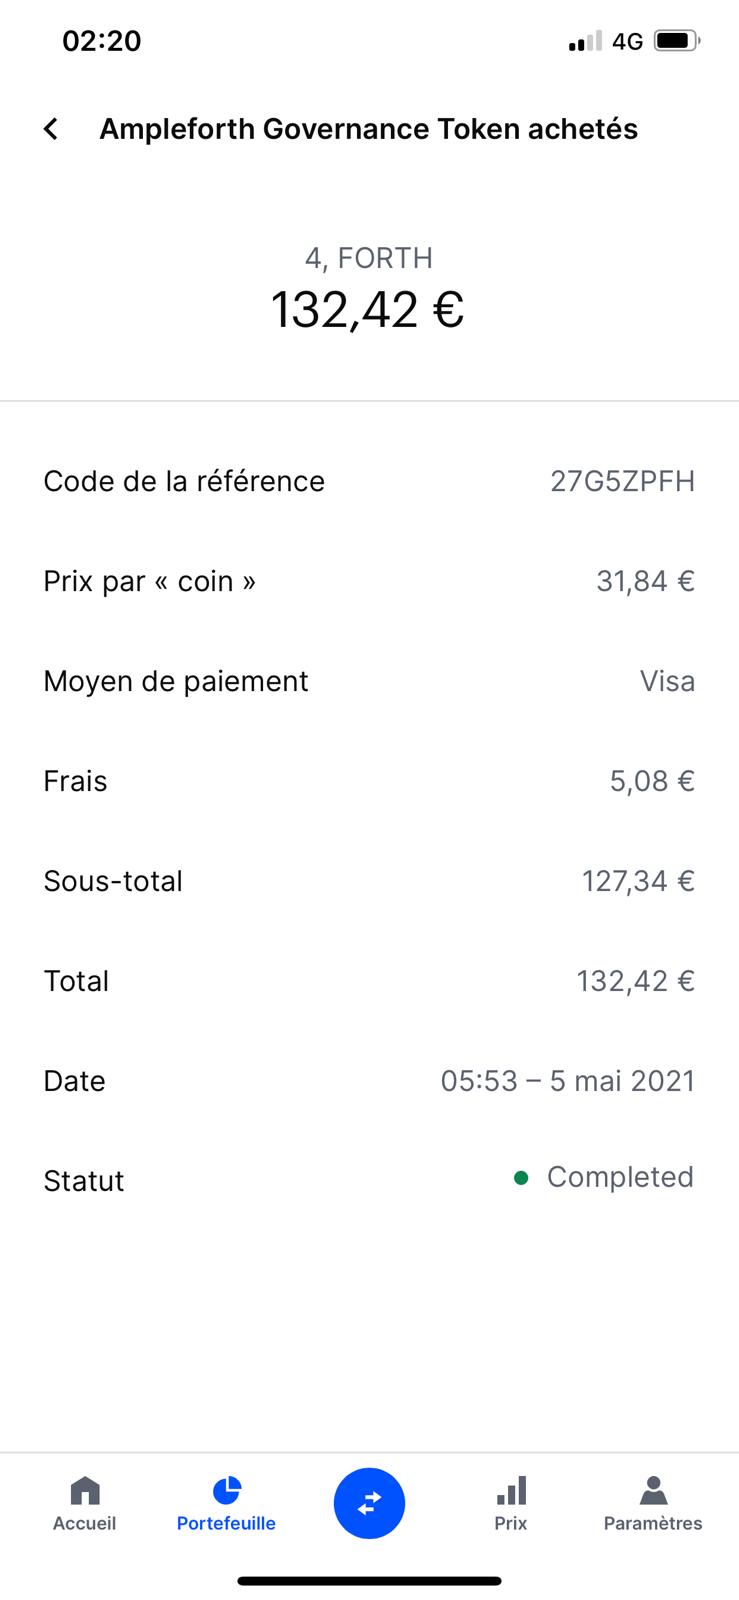 02:20
4G
Ampleforth Governance Token achetés
4, FORTH
132,42 €
Code de la référence 27G5ZPFH
Prix par « coin » 31,84 €
Moyen de paiement Visa
Frais 5,08 €
Sous-total 127,34 €
Total 132,42 €
Date 05:53 – 5 mai 2021
Statut Completed
Accueil Portefeuille Prix Paramètres